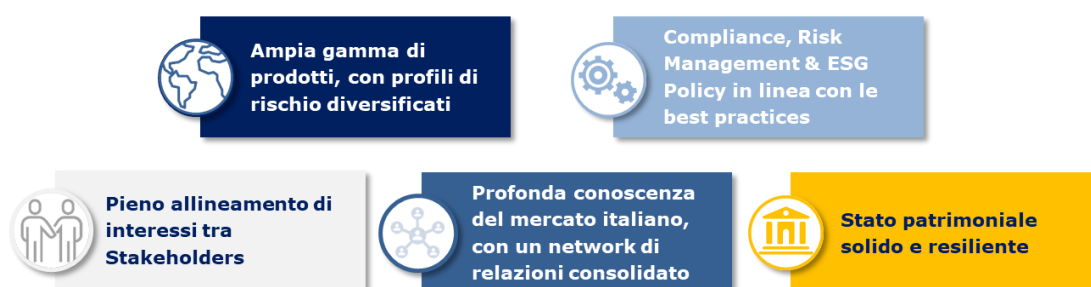 Ampia gamma di
prodotti, con profili di
rischio diversificati
Compliance, Risk
Management & ESG
Policy in linea con le
best practices
Pieno allineamento di
interessi tra
Stakeholders
Profonda conoscenza
del mercato italiano,
con un network di
relazioni consolidato
Stato patrimoniale
solido e resiliente